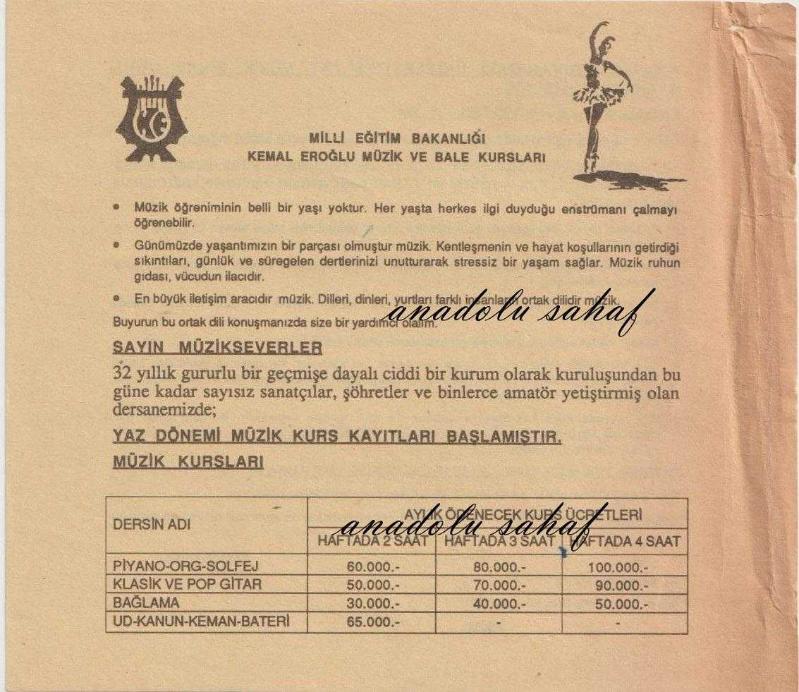 KE
MİLLİ EĞİTİM BAKANLIĞI
KEMAL EROĞLU MÜZİK VE BALE KURSLARI
• Müzik öğreniminin belli bir yaşı yoktur. Her yaşta herkes ilgi duyduğu enstrümanı çalmayı
öğrenebilir.
• Günümüzde yaşantımızın bir parçası olmuştur müzik. Kentleşmenin ve hayat koşullarının getirdiği
sıkıntıları, günlük ve süregelen dertlerinizi unutturarak stressiz bir yaşam sağlar. Müzik ruhun
gıdası, vücudun ilacıdır.
• En büyük iletişim aracıdır müzik. Dilleri, dinleri, yurtları farklı insanların ortak dilidir müzik.
anadolu sahaf
Buyurun bu ortak dili konuşmanızda size bir yardımcı olalım.
SAYIN MÜZİKSEVERLER
32 yıllık gururlu bir geçmişe dayalı ciddi bir kurum olarak kuruluşundan bu
güne kadar sayısız sanatçılar, şöhretler ve binlerce amatör yetiştirmiş olan
dersanemizde;
YAZ DÖNEMİ MÜZİK KURS KAYITLARI BAŞLAMIŞTIR.
MÜZİK KURSLARI
DERSİN ADI AYLIK ÖDENECEK KURS ÜCRETLERİ
anadolu sahaf
HAFTADA 2 SAAT HAFTADA 3 SAAT HAFTADA 4 SAAT
PİYANO-ORG-SOLFEJ 60.000.- 80.000.- 100.000.-
KLASİK VE POP GİTAR 50.000.- 70.000.- 90.000.-
BAĞLAMA 30.000.- 40.000.- 50.000.-
UD-KANUN-KEMAN-BATERİ 65.000.- - -